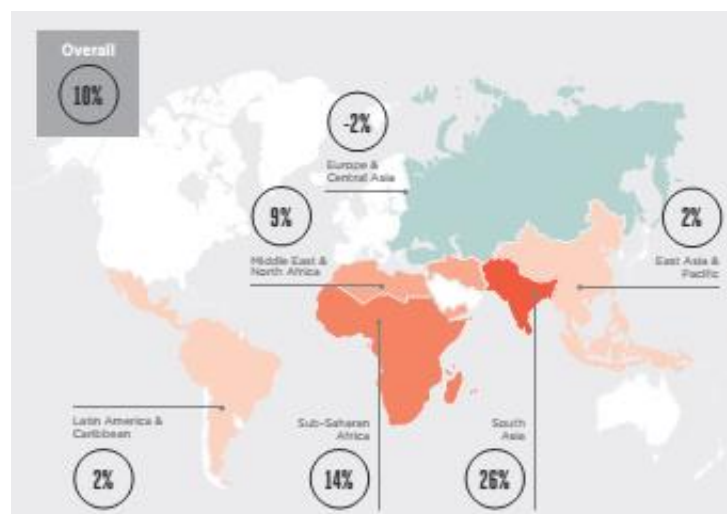 Overall
10%
-2%
Europe &
Central Asia
9%
Middle East &
North Africa
2%
East Asia &
Pacific
Latin America &
Caribbean
2%
Sub-Saharan
Africa
14%
South
Asia
26%